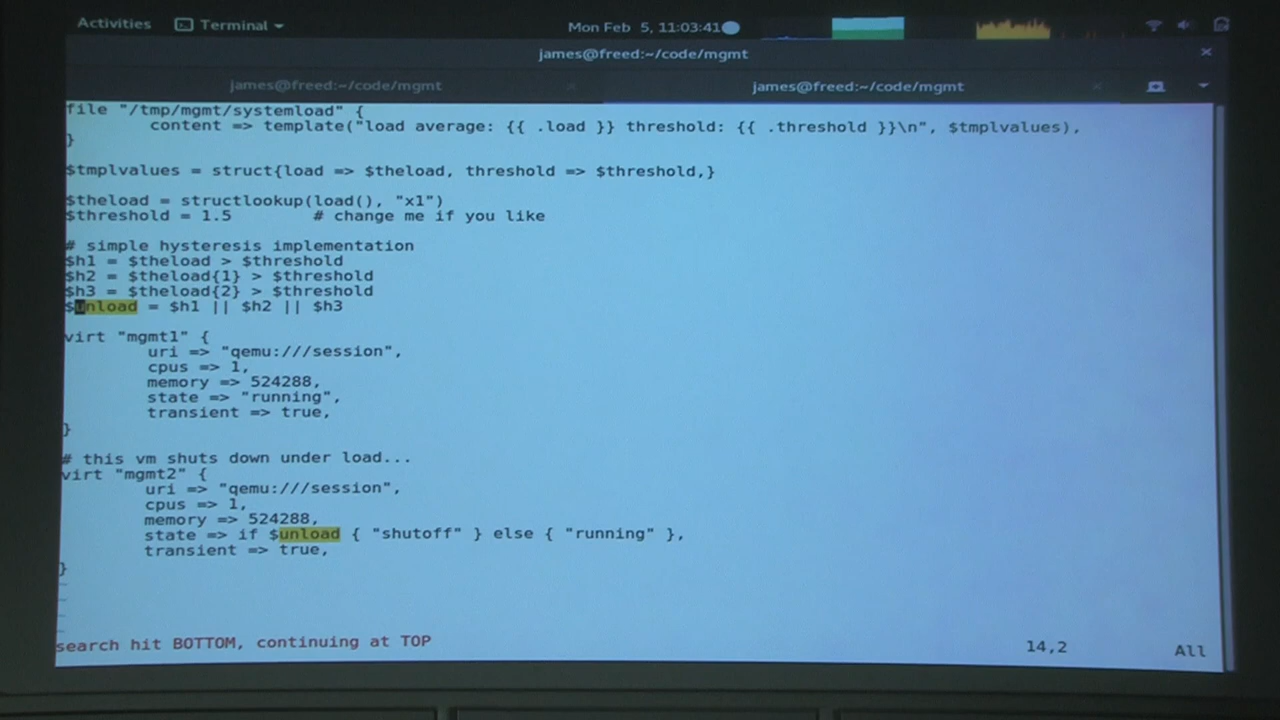 Activities Terminal Mon Feb 5, 11:03:41
james@freed:~/code/mgmt
james@freed:~/code/mgmt james@freed:~/code/mgmt
file "/tmp/mgmt/systemload" {
content => template("load average: {{ .load }} threshold: {{ .threshold }}\n", $tmplvalues),
}
$tmplvalues = struct{load => $theload, threshold => $threshold,}
$theload = structlookup(load(), "x1")
$threshold = 1.5 # change me if you like
# simple hysteresis implementation
$h1 = $theload > $threshold
$h2 = $theload{1} > $threshold
$h3 = $theload{2} > $threshold
$unload = $h1 || $h2 || $h3
virt "mgmt1" {
uri => "qemu:///session",
cpus => 1,
memory => 524288,
state => "running",
transient => true,
}
# this vm shuts down under load...
virt "mgmt2" {
uri => "qemu:///session",
cpus => 1,
memory => 524288,
state => if $unload { "shutoff" } else { "running" },
transient => true,
}
~
~
~
search hit BOTTOM, continuing at TOP 14,2 All